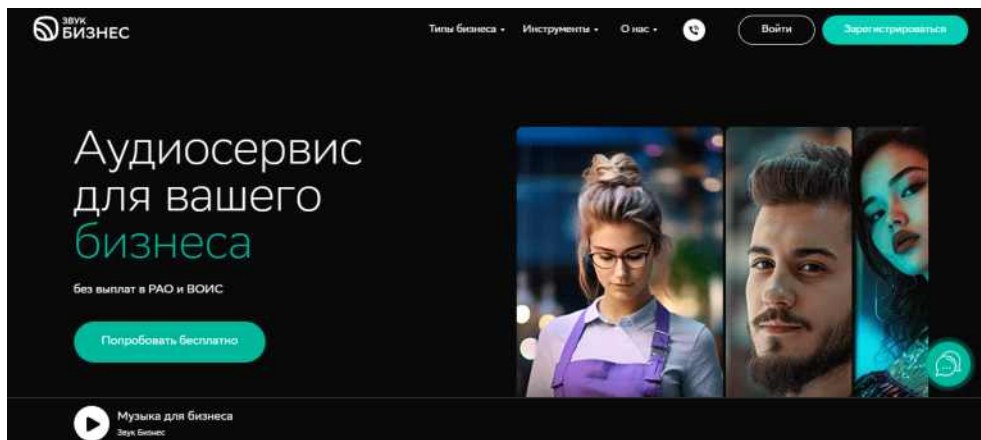 ЗВУК
БИЗНЕС
Типы бизнеса
Инструменты
О нас
Войти
Зарегистрироваться
Аудиосервис
для вашего
бизнеса
без выплат в РАО и ВОИС
Попробовать бесплатно
Музыка для бизнеса
Звук Бизнес